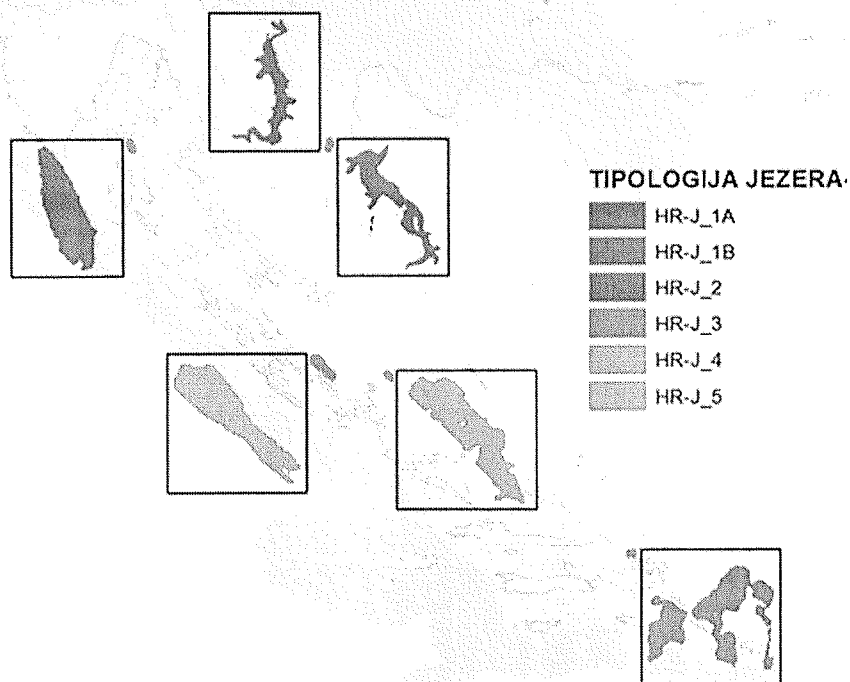 TIPOLOGIJA JEZERA-
HR-J_1A
HR-J_1B
HR-J_2
HR-J_3
HR-J_4
HR-J_5